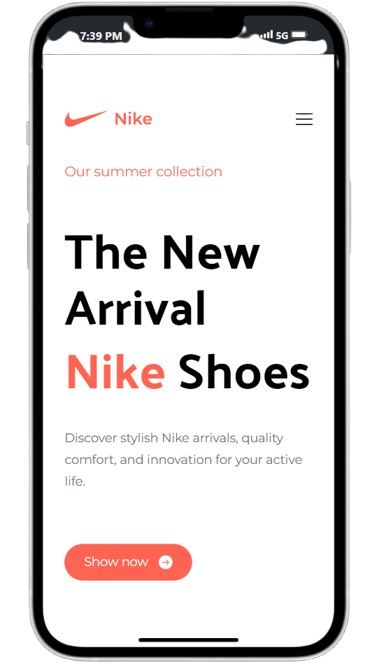 7:39 PM
5G
Nike
Our summer collection
The New
Arrival
Nike Shoes
Discover stylish Nike arrivals, quality
comfort, and innovation for your active
life.
Show now